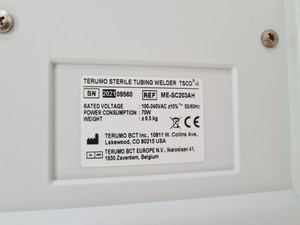 TERUMO STERILE TUBING WELDER TSCD®-II
SN 202109560 REF ME-SC203AH
RATED VOLTAGE : 100-240VAC ±10%~ 50/60Hz
POWER CONSUMPTION : 70W
WEIGHT : ± 6.5 kg
TERUMO BCT Inc., 10811 W. Collins Ave.,
Lakewood, CO 80215 USA
TERUMO BCT EUROPE N.V., Ikaroslaan 41,
1930 Zaventem, Belgium